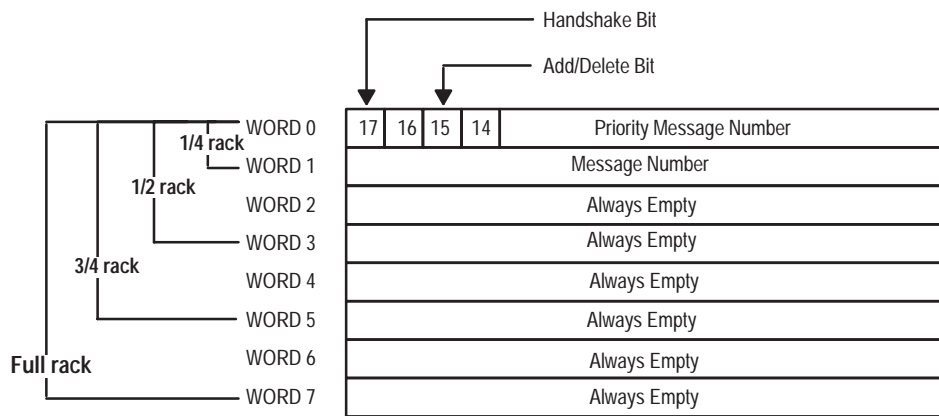 Handshake Bit
Add/Delete Bit
WORD 0 17 16 15 14 Priority Message Number
1/4 rack
WORD 1 Message Number
1/2 rack
WORD 2 Always Empty
WORD 3 Always Empty
3/4 rack
WORD 4 Always Empty
WORD 5 Always Empty
Full rack
WORD 6 Always Empty
WORD 7 Always Empty